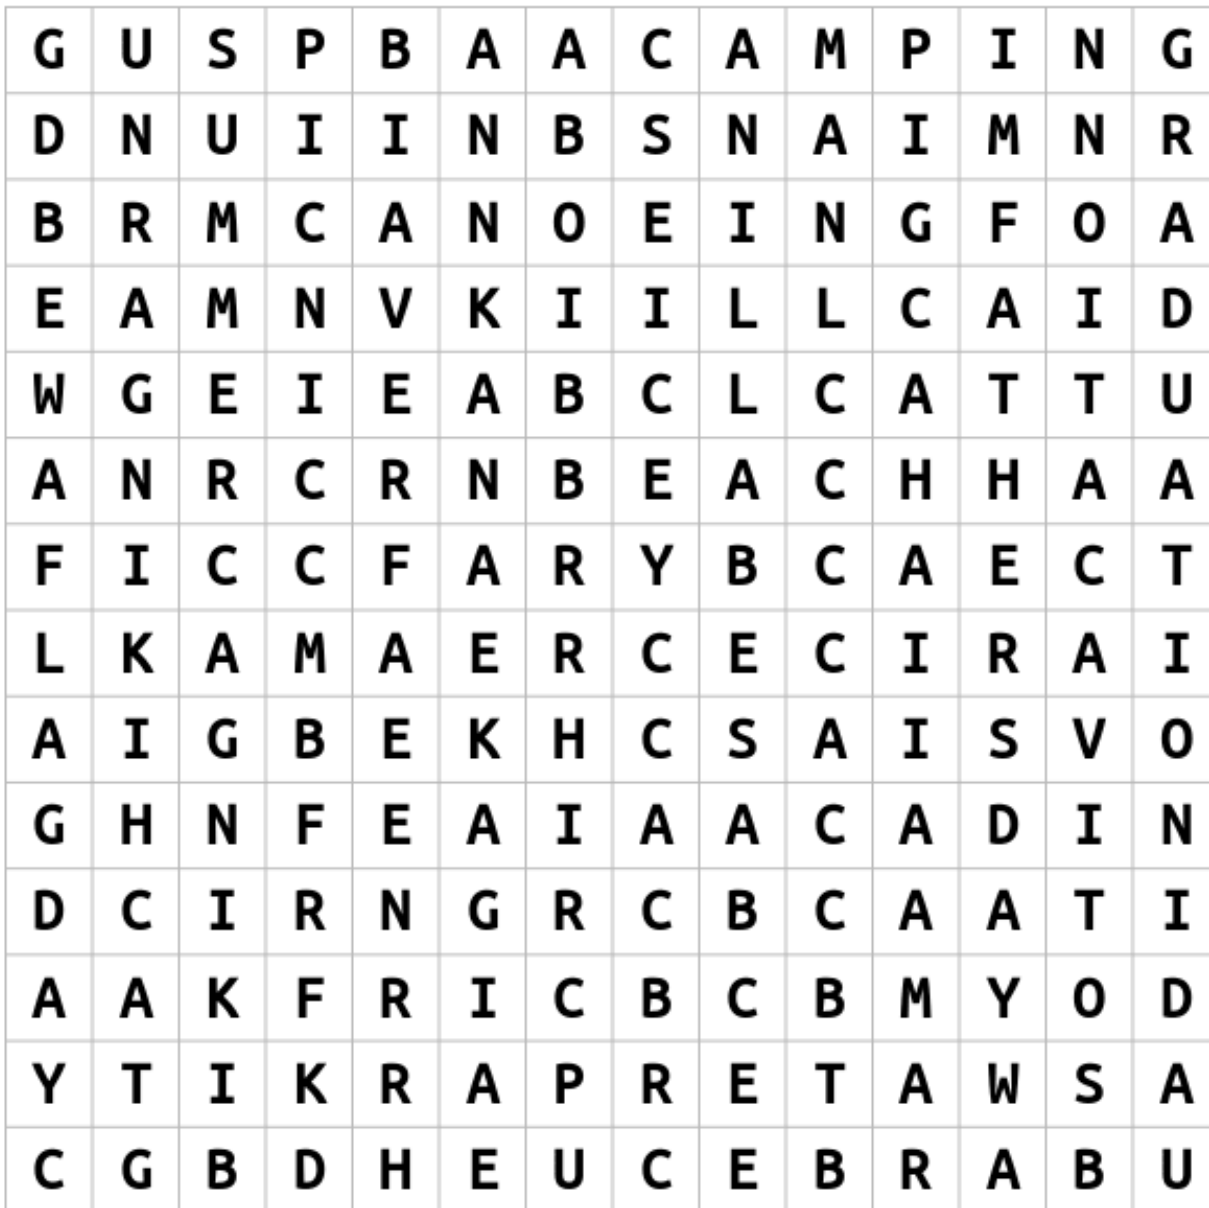 G U S P B A A C A M P I N G
D N U I I N B S N A I M N R
B R M C A N O E I N G F O A
E A M N V K I I L L C A I D
W G E I E A B C L C A T T U
A N R C R N B E A C H H A A
F I C C F A R Y B C A E C T
L K A M A E R C E C I R A I
A I G B E K H C S A I S V O
G H N F E A I A A C A D I N
D C I R N G R C B C A A T I
A A K F R I C B C B M Y O D
Y T I K R A P R E T A W S A
C G B D H E U C E B R A B U